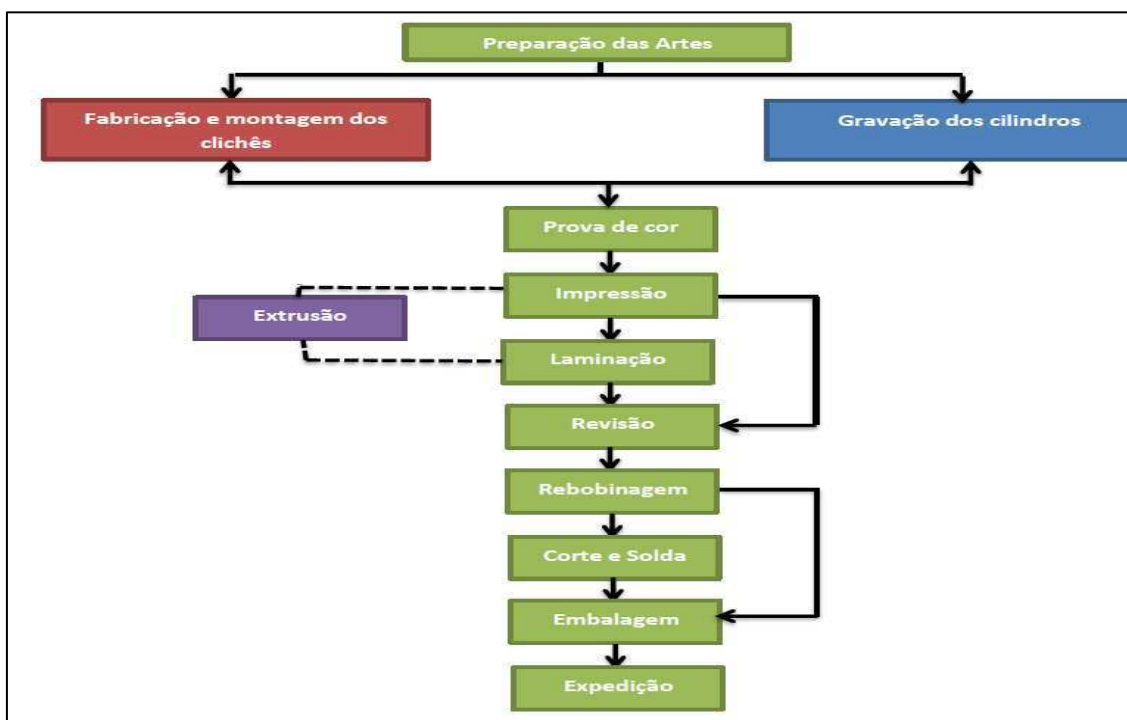 Preparação das Artes
Fabricação e montagem dos
clichês
Gravação dos cilindros
Prova de cor
Impressão
Extrusão
Laminação
Revisão
Rebobinagem
Corte e Solda
Embalagem
Expedição